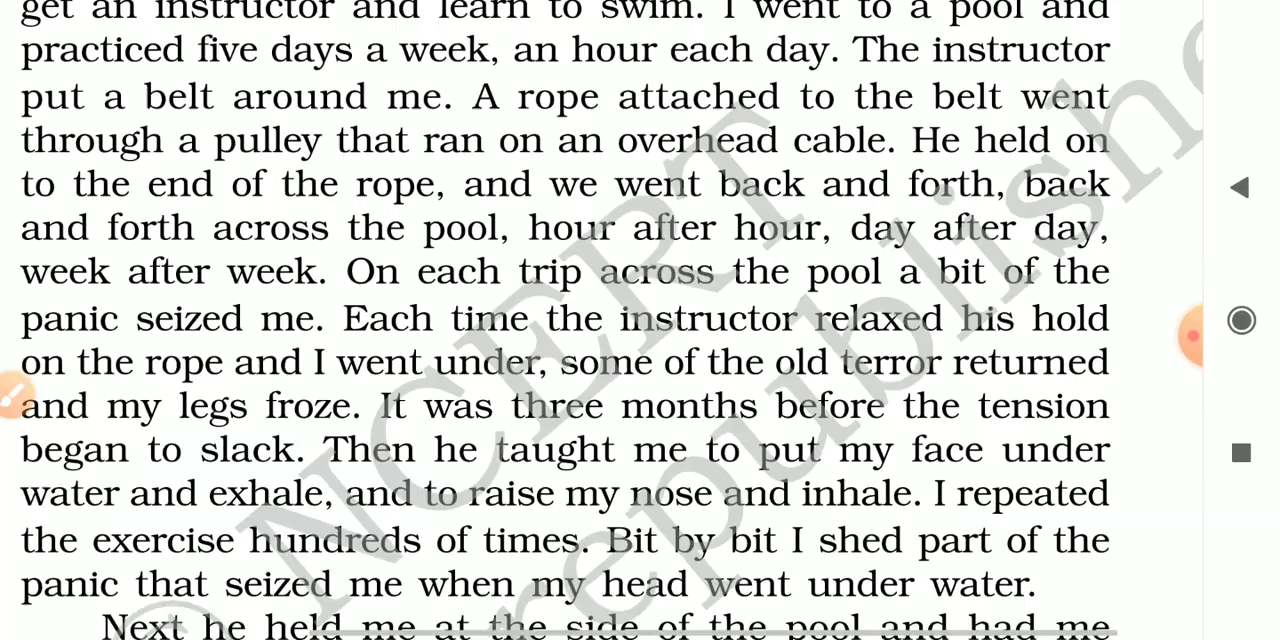 get an instructor and learn to swim. I went to a pool and
practiced five days a week, an hour each day. The instructor
put a belt around me. A rope attached to the belt went
through a pulley that ran on an overhead cable. He held on
to the end of the rope, and we went back and forth, back
and forth across the pool, hour after hour, day after day,
week after week. On each trip across the pool a bit of the
panic seized me. Each time the instructor relaxed his hold
on the rope and I went under, some of the old terror returned
and my legs froze. It was three months before the tension
began to slack. Then he taught me to put my face under
water and exhale, and to raise my nose and inhale. I repeated
the exercise hundreds of times. Bit by bit I shed part of the
panic that seized me when my head went under water.
Next he held me at the side of the pool and had me
© NCERT
republishe